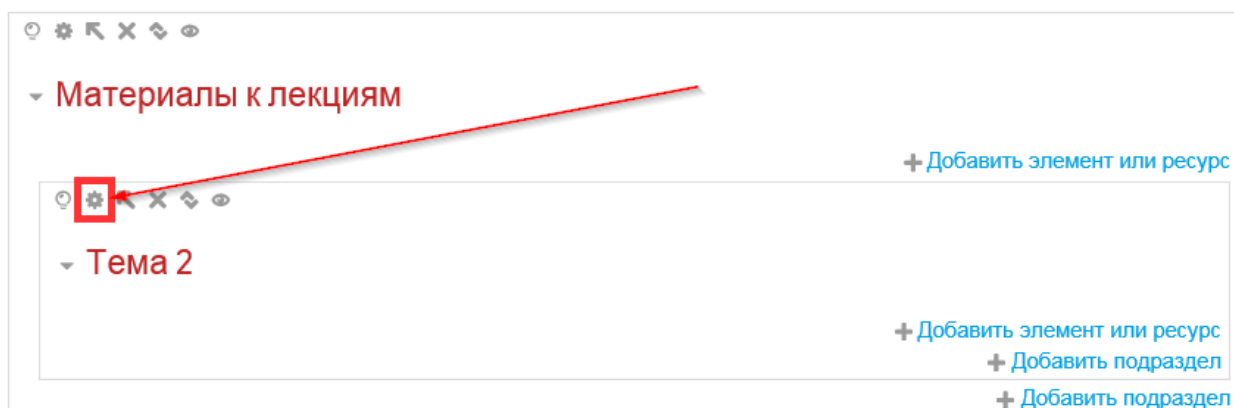 Материалы к лекциям
Добавить элемент или ресурс
Тема 2
Добавить элемент или ресурс
Добавить подраздел
Добавить подраздел